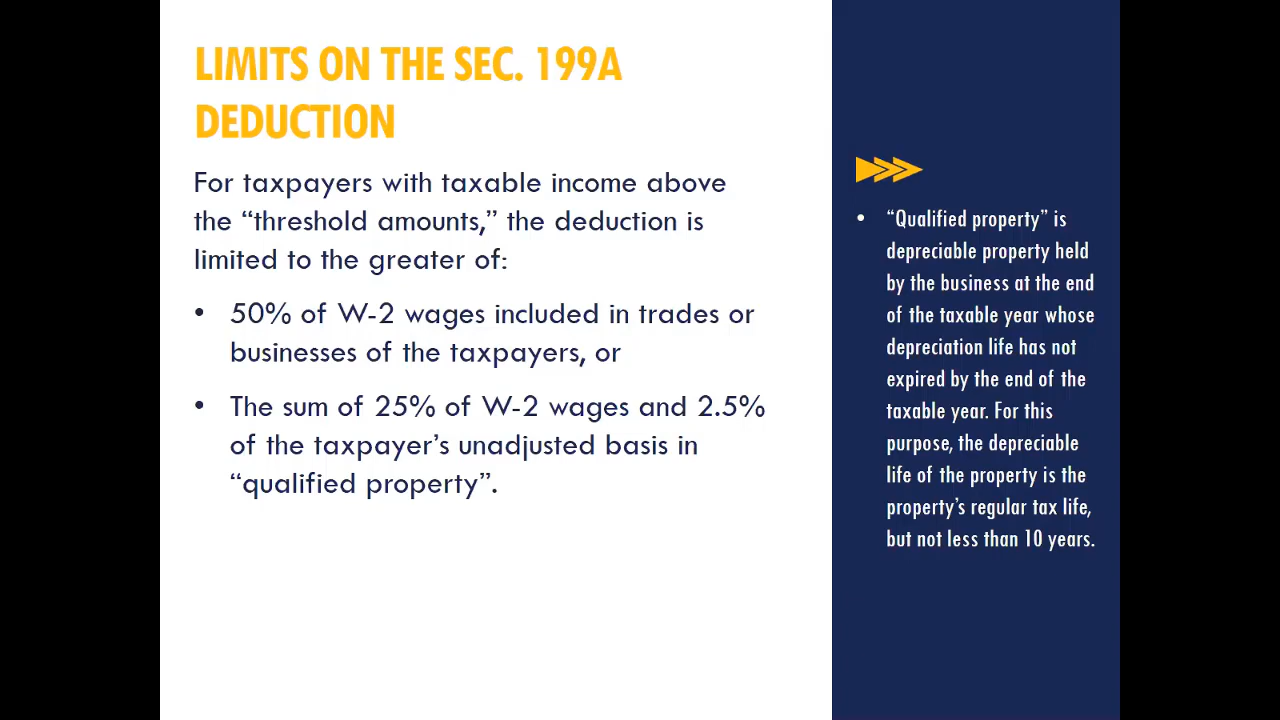 LIMITS ON THE SEC. 199A
DEDUCTION
For taxpayers with taxable income above
the “threshold amounts,” the deduction is
limited to the greater of:
• 50% of W-2 wages included in trades or
businesses of the taxpayers, or
• The sum of 25% of W-2 wages and 2.5%
of the taxpayer’s unadjusted basis in
“qualified property”.
• “Qualified property” is
depreciable property held
by the business at the end
of the taxable year whose
depreciation life has not
expired by the end of the
taxable year. For this
purpose, the depreciable
life of the property is the
property’s regular tax life,
but not less than 10 years.